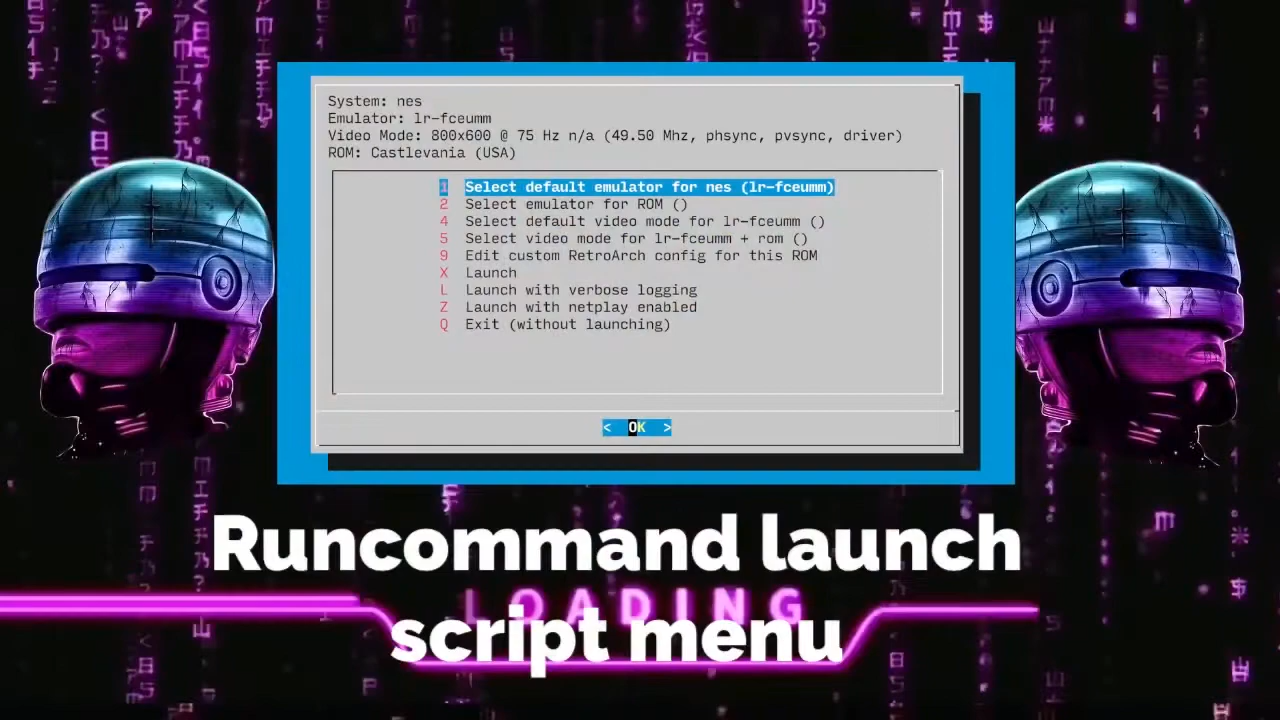 System: nes
Emulator: lr-fceumm
Video Mode: 800x600 @ 75 Hz n/a (49.50 Mhz, phsync, pvsync, driver)
ROM: Castlevania (USA)
1 Select default emulator for nes (lr-fceumm)
2 Select emulator for ROM ()
4 Select default video mode for lr-fceumm ()
5 Select video mode for lr-fceumm + rom ()
9 Edit custom RetroArch config for this ROM
X Launch
L Launch with verbose logging
Z Launch with netplay enabled
Q Exit (without launching)
< OK >
Runcommand launch
LOADING
script menu